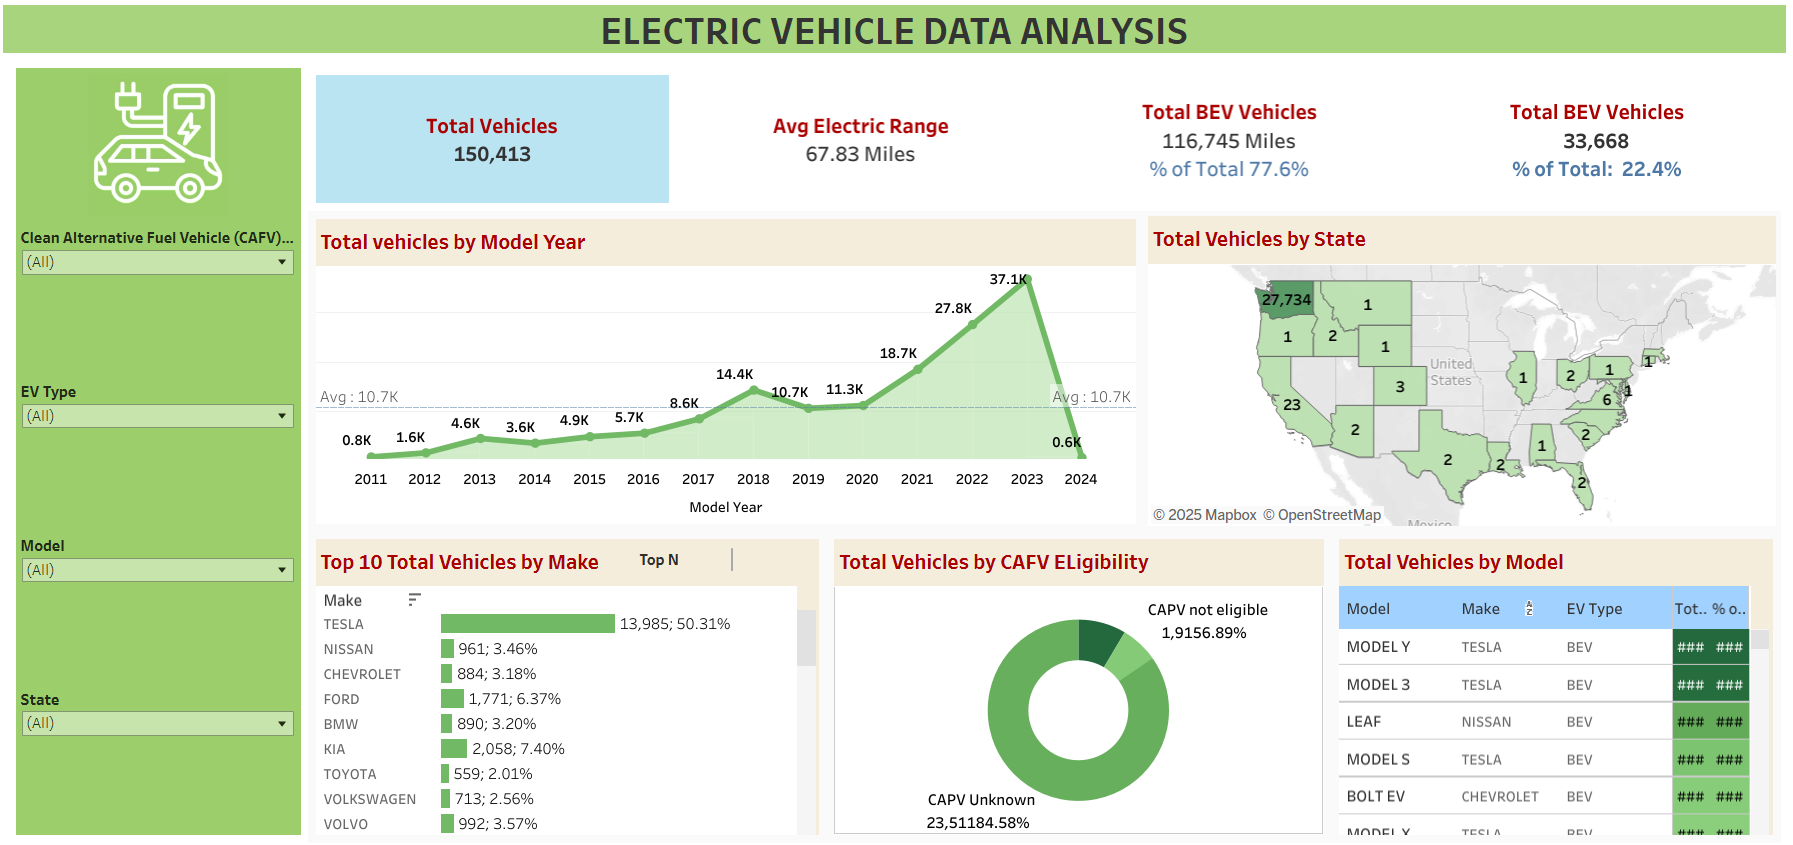 ELECTRIC VEHICLE DATA ANALYSIS
Total Vehicles
150,413
Avg Electric Range
67.83 Miles
Total BEV Vehicles
116,745 Miles
% of Total 77.6%
Total BEV Vehicles
33,668
% of Total: 22.4%
Clean Alternative Fuel Vehicle (CAFV)...
(All)
EV Type
(All)
Model
(All)
State
(All)
Total vehicles by Model Year
37.1K
27.8K
18.7K
14.4K
10.7K
11.3K
8.6K
5.7K
4.9K
3.6K
4.6K
1.6K
0.8K
0.6K
Avg : 10.7K
Avg : 10.7K
2011 2012 2013 2014 2015 2016 2017 2018 2019 2020 2021 2022 2023 2024
Model Year
Total Vehicles by State
27,734
1
1
2
1
United
States
3
1
2
1
1
1
6
23
2
2
1
2
2
2
Mexico
© 2025 Mapbox © OpenStreetMap
Top 10 Total Vehicles by Make
Top N
Make
TESLA 13,985; 50.31%
NISSAN 961; 3.46%
CHEVROLET 884; 3.18%
FORD 1,771; 6.37%
BMW 890; 3.20%
KIA 2,058; 7.40%
TOYOTA 559; 2.01%
VOLKSWAGEN 713; 2.56%
VOLVO 992; 3.57%
Total Vehicles by CAFV ELigibility
CAPV not eligible
1,9156.89%
CAPV Unknown
23,51184.58%
Total Vehicles by Model
Model Make EV Type Tot.. % o..
MODEL Y TESLA BEV ### ###
MODEL 3 TESLA BEV ### ###
LEAF NISSAN BEV ### ###
MODEL S TESLA BEV ### ###
BOLT EV CHEVROLET BEV ### ###
MODEL X TESLA BEV ### ###